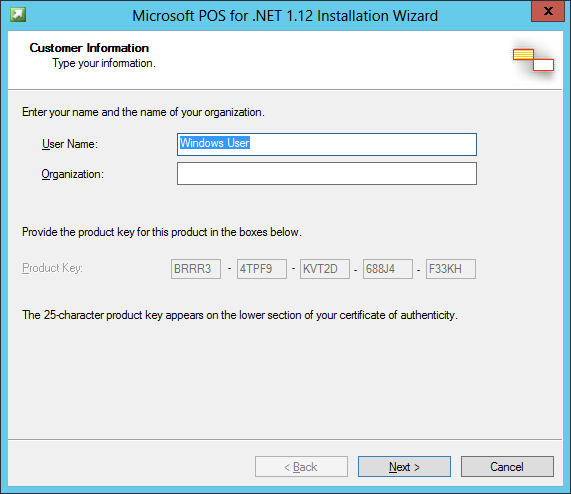 Microsoft POS for .NET 1.12 Installation Wizard
x
Customer Information
Type your information.
Enter your name and the name of your organization.
User Name: Windows User
Organization:
Provide the product key for this product in the boxes below.
Product Key: BRRR3 - 4TPF9 - KVT2D - 688J4 - F33KH
The 25-character product key appears on the lower section of your certificate of authenticity.
< Back Next > Cancel